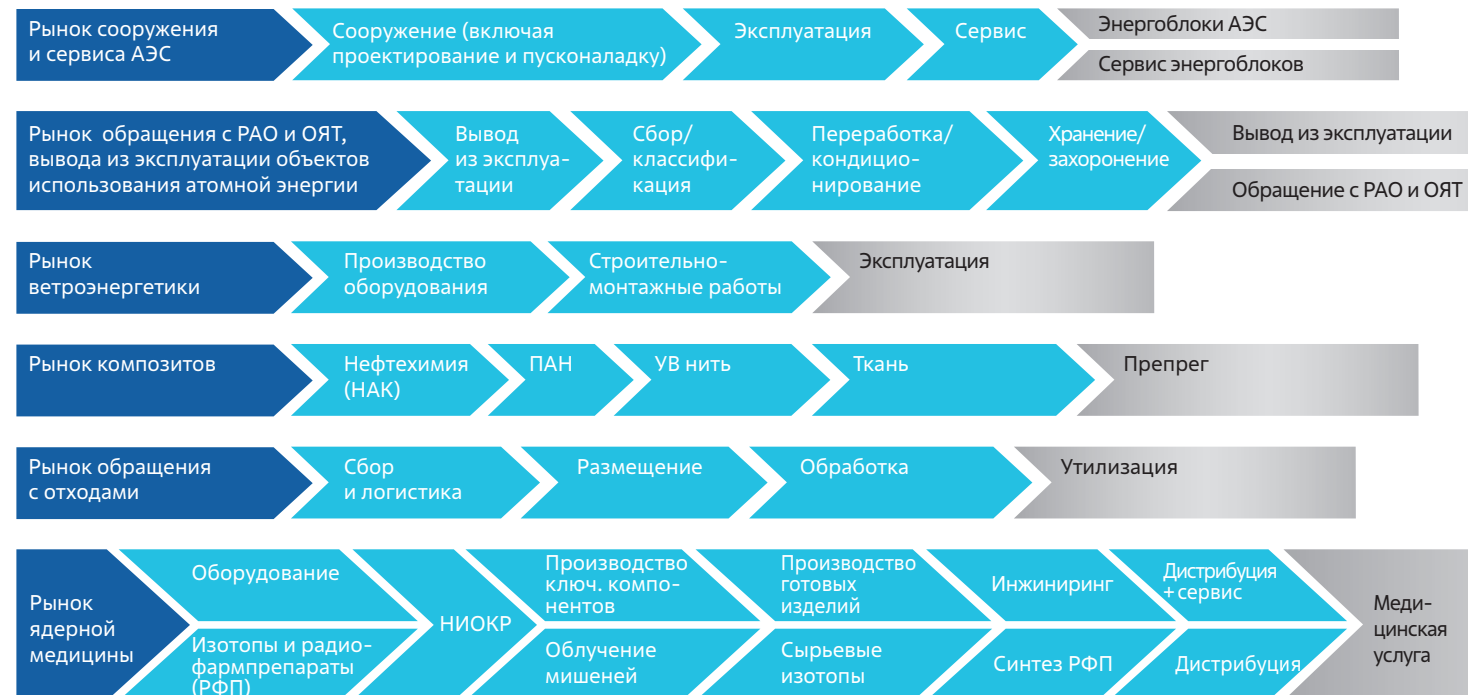 Рынок сооружения
и сервиса АЭС
Сооружение (включая
проектирование и пусконаладку)
Эксплуатация
Сервис
Энергоблоки АЭС
Сервис энергоблоков
Рынок обращения с РАО и ОЯТ,
вывода из эксплуатации объектов
использования атомной энергии
Вывод
из эксплуа-
тации
Сбор/
классифи-
кация
Переработка/
кондицио-
нирование
Хранение/
захоронение
Вывод из эксплуатации
Обращение с РАО и ОЯТ
Рынок
ветроэнергетики
Производство
оборудования
Строительно-
монтажные работы
Эксплуатация
Рынок композитов
Нефтехимия
(НАК)
ПАН
УВ нить
Ткань
Препрег
Рынок обращения
с отходами
Сбор
и логистика
Размещение
Обработка
Утилизация
Рынок
ядерной
медицины
Оборудование
Изотопы и радио-
фармпрепараты
(РФП)
НИОКР
Производство
ключ. компо-
нентов
Облучение
мишеней
Производство
готовых
изделий
Сырьевые
изотопы
Инжиниринг
Синтез РФП
Дистрибуция
+ сервис
Дистрибуция
Меди-
цинская
услуга